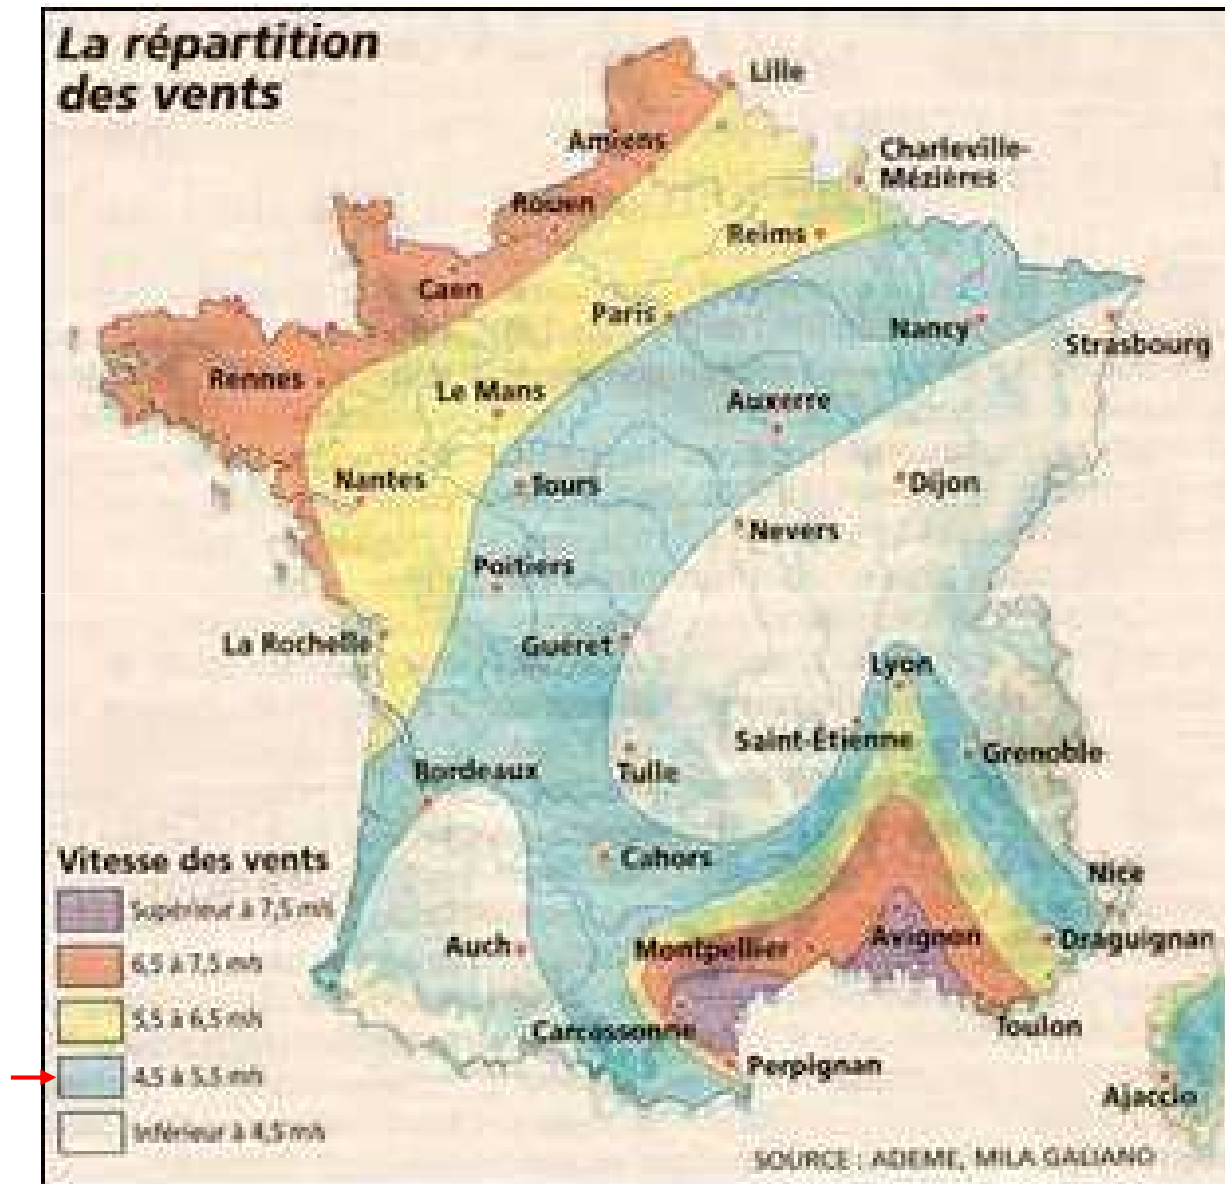 La répartition
des vents
Lille
Amiens
Charleville-
Mézières
Rouen
Reims
Caen
Paris
Nancy
Strasbourg
Rennes
Le Mans
Auxerre
Nantes
Tours
Dijon
Nevers
Poitiers
La Rochelle
Guéret
Lyon
Saint-Étienne
Grenoble
Bordeaux
Tulle
Cahors
Vitesse des vents
Nice
Supérieur à 7,5 m/s
Auch
Montpellier
Avignon
Draguignan
6,5 à 7,5 m/s
5,5 à 6,5 m/s
Carcassonne
Toulon
4,5 à 5,5 m/s
Perpignan
Ajaccio
Inférieur à 4,5 m/s
SOURCE : ADEME, MILA GALIANO